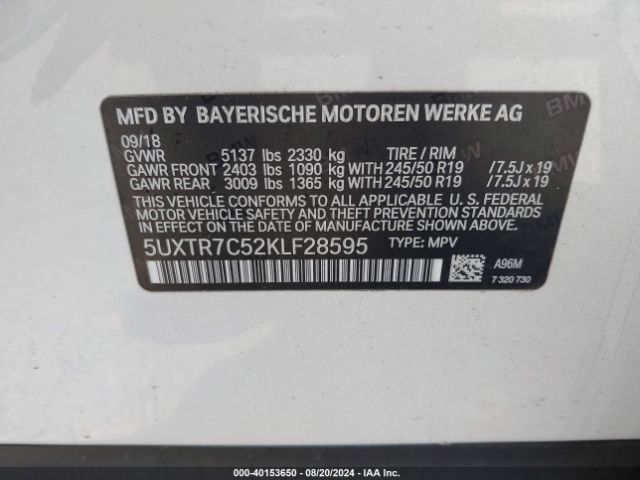 MFD BY BAYERISCHE MOTOREN WERKE AG
09/18
GVWR 5137 lbs 2330 kg TIRE / RIM
GAWR FRONT 2403 lbs 1090 kg WITH 245/50 R19 /7.5J x 19
GAWR REAR 3009 lbs 1365 kg WITH 245/50 R19 /7.5J x 19
THIS VEHICLE CONFORMS TO ALL APPLICABLE U. S. FEDERAL
MOTOR VEHICLE SAFETY, BUMPER, AND THEFT PREVENTION
STANDARDS IN EFFECT ON THE DATE OF MANUFACTURE SHOWN ABOVE.
5UXTR7C52KLF28595 TYPE: MPV
A96M
7 320 730
BMW
STOCK #: 40153650 | 08/20/2024 | IAA Inc.